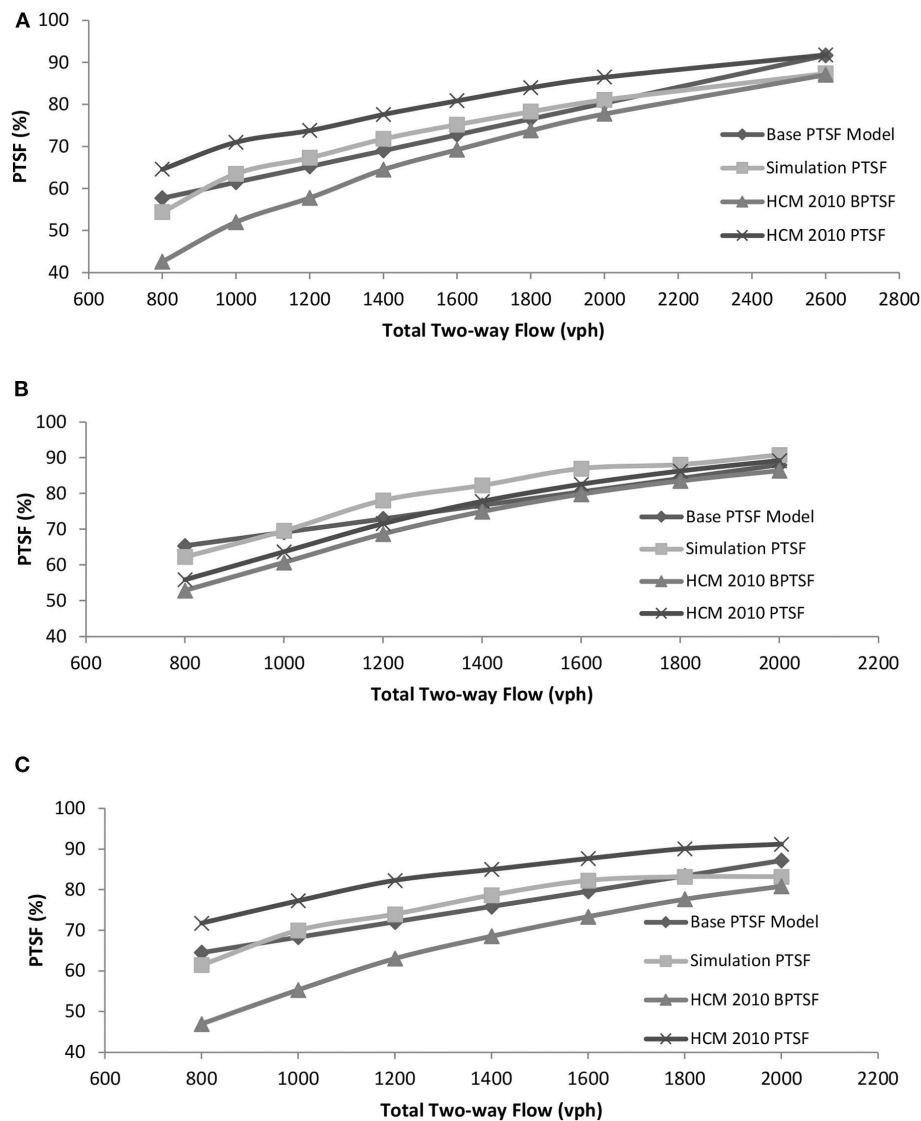 A
100
90
80
70
60
50
40
PTSF (%)
Base PTSF Model
Simulation PTSF
HCM 2010 BPTSF
HCM 2010 PTSF
600 800 1000 1200 1400 1600 1800 2000 2200 2400 2600 2800
Total Two-way Flow (vph)
B
100
90
80
70
60
50
40
PTSF (%)
Base PTSF Model
Simulation PTSF
HCM 2010 BPTSF
HCM 2010 PTSF
600 800 1000 1200 1400 1600 1800 2000 2200
Total Two-way Flow (vph)
C
100
90
80
70
60
50
40
PTSF (%)
Base PTSF Model
Simulation PTSF
HCM 2010 BPTSF
HCM 2010 PTSF
600 800 1000 1200 1400 1600 1800 2000 2200
Total Two-way Flow (vph)